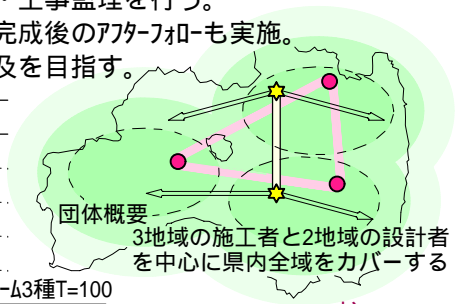 ・工事監理を行う。
完成後のｱﾌﾀｰﾌｫﾛｰも実施。
及を目指す。
団体概要
3地域の施工者と2地域の設計者
を中心に県内全域をカバーする
ｰﾑ3種T=100